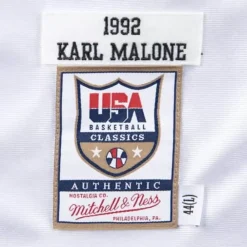 1992
KARL MALONE
USA
BASKETBALL
CLASSICS
AUTHENTIC
NOSTALGIA CO.
Mitchell & Ness
PHILADELPHIA, PA.
44(L)